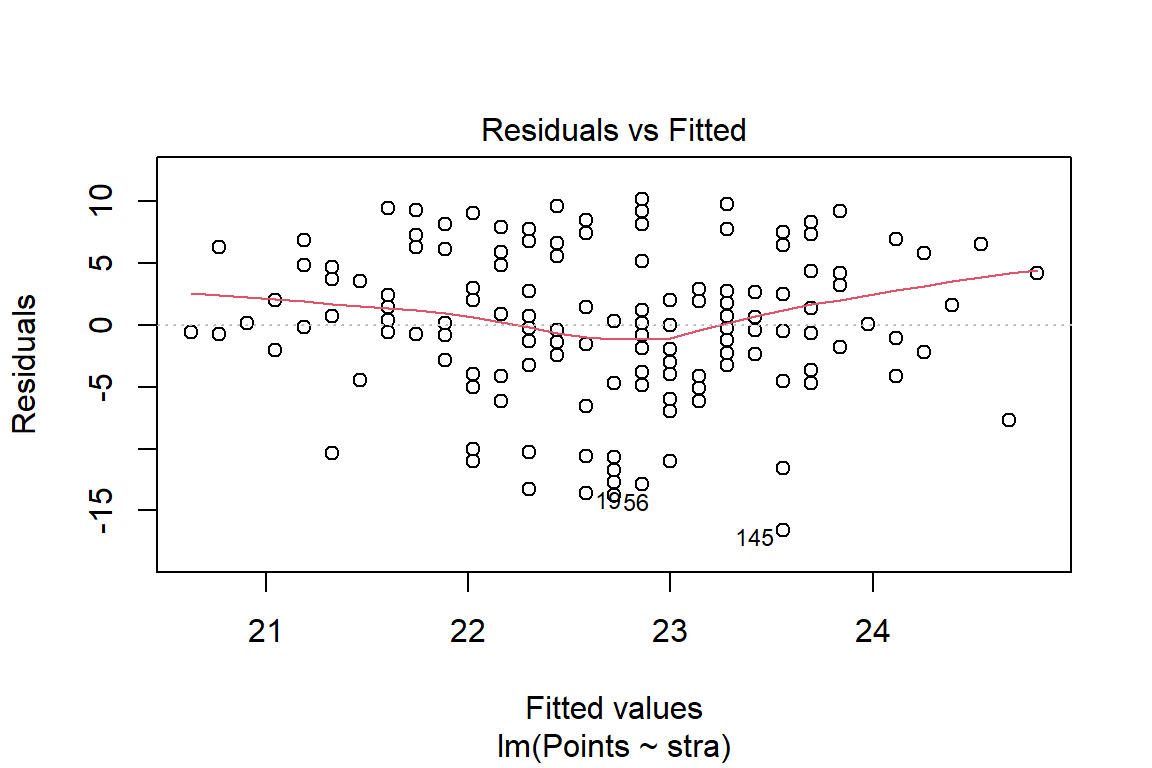 Residuals vs Fitted
Residuals
10
5
0
-5
-15
19
56
145
21 22 23 24
Fitted values
lm(Points ~ stra)